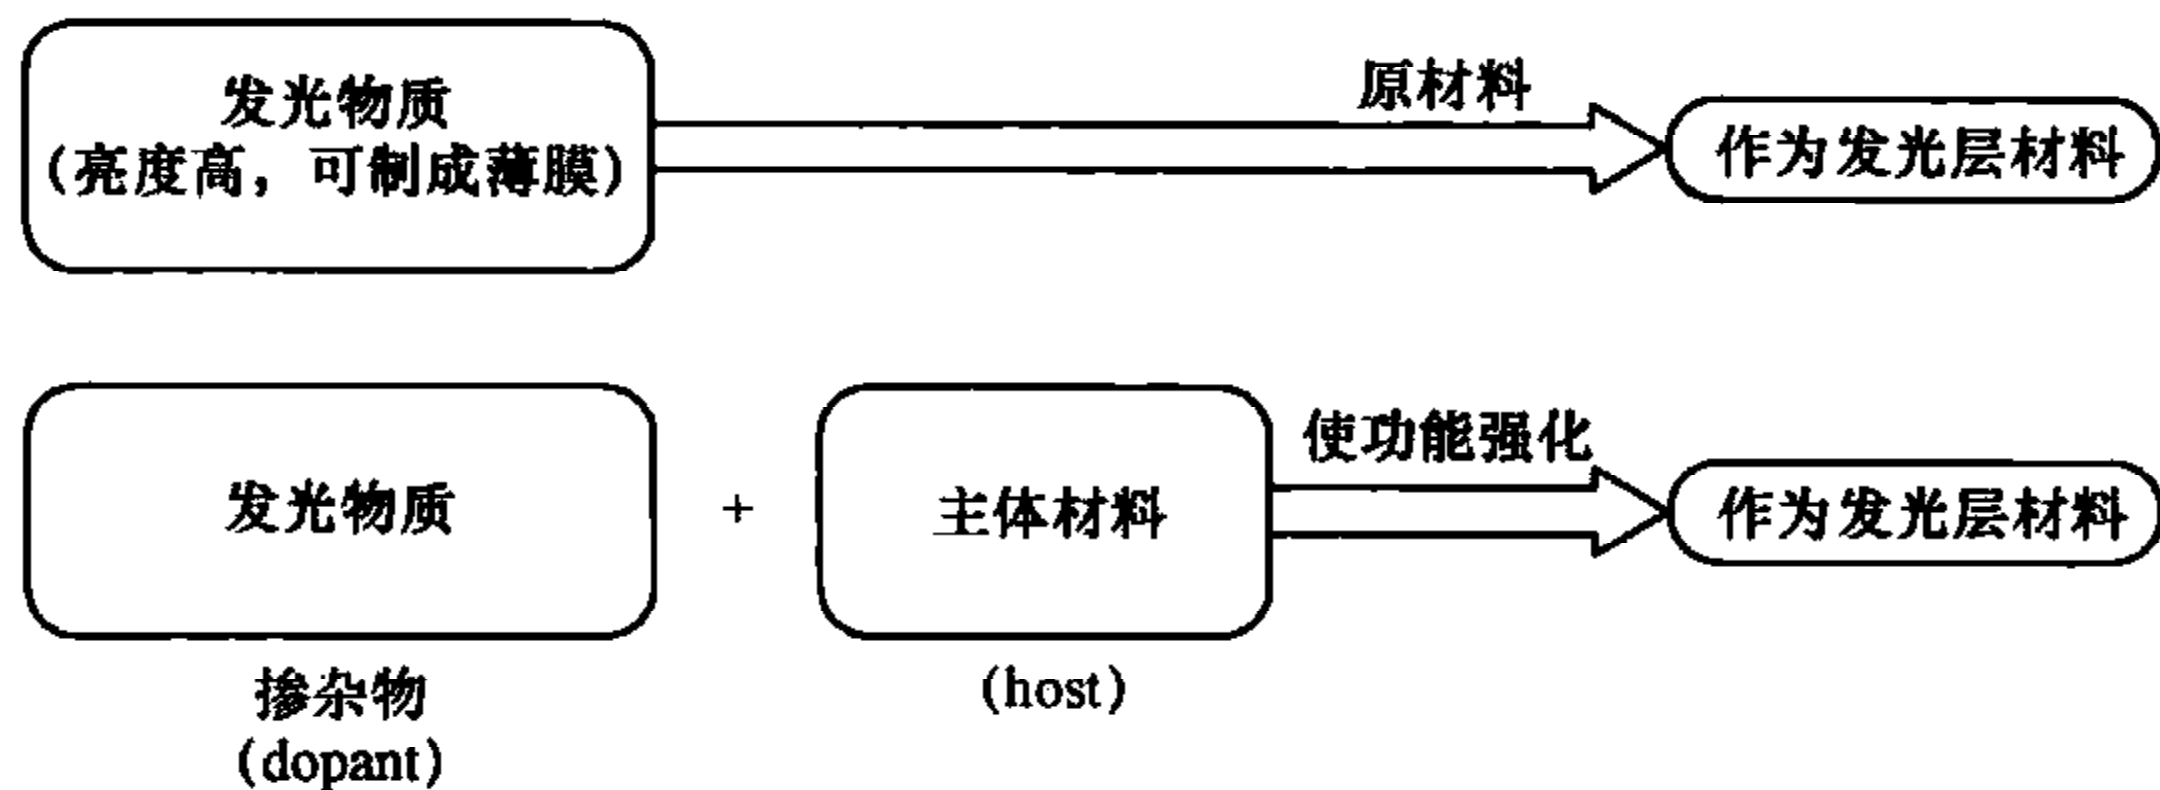 发光物质
(亮度高，可制成薄膜)
原材料
作为发光层材料
发光物质
+
主体材料
使功能强化
作为发光层材料
掺杂物
(dopant)
(host)